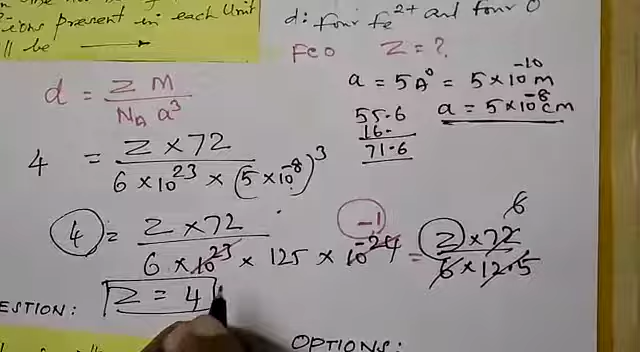 ions present in each Unit
ll be →
d: four Fe²⁺ and four O
FeO Z = ?
a = 5A° = 5×10⁻¹⁰ m
a = 5×10⁻⁸ cm
55.6
16.
71.6
d = Z M / N_A a³
4 = Z×72 / 6×10²³ × (5×10⁻⁸)³
4 = Z×72 / 6×10²³ × 125 × 10⁻²⁴ = Z×72 / 6×12.5
-1
6
Z = 4
ESTION:
OPTIONS: